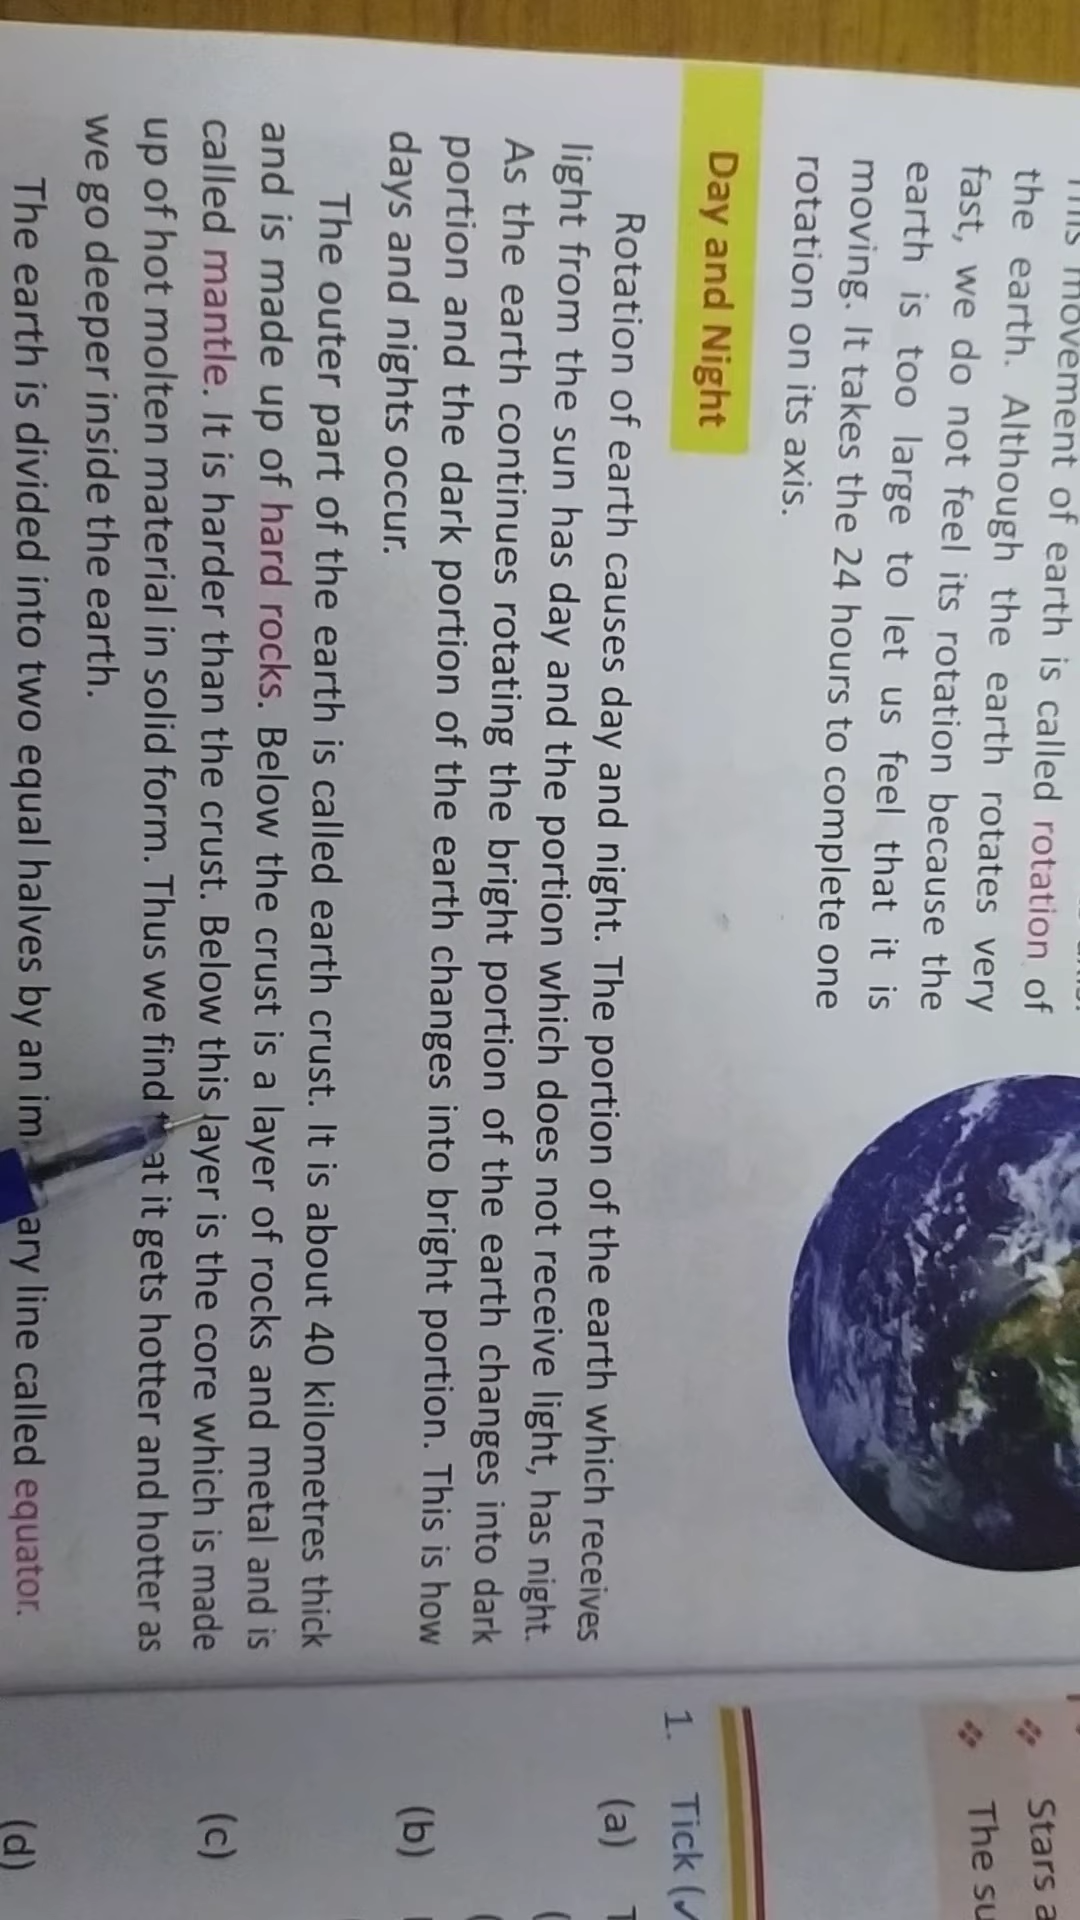 movement of earth is called rotation of
the earth. Although the earth rotates very
fast, we do not feel its rotation because the
earth is too large to let us feel that it is
moving. It takes the 24 hours to complete one
rotation on its axis.
Day and Night
Rotation of earth causes day and night. The portion of the earth which receives
light from the sun has day and the portion which does not receive light, has night.
As the earth continues rotating the bright portion of the earth changes into dark
portion and the dark portion of the earth changes into bright portion. This is how
days and nights occur.
The outer part of the earth is called earth crust. It is about 40 kilometres thick
and is made up of hard rocks. Below the crust is a layer of rocks and metal and is
called mantle. It is harder than the crust. Below this layer is the core which is made
up of hot molten material in solid form. Thus we find that it gets hotter and hotter as
we go deeper inside the earth.
The earth is divided into two equal halves by an im ary line called equator.
Stars a
The su
1. Tick (✓
(a)
(b)
(c)
(d)